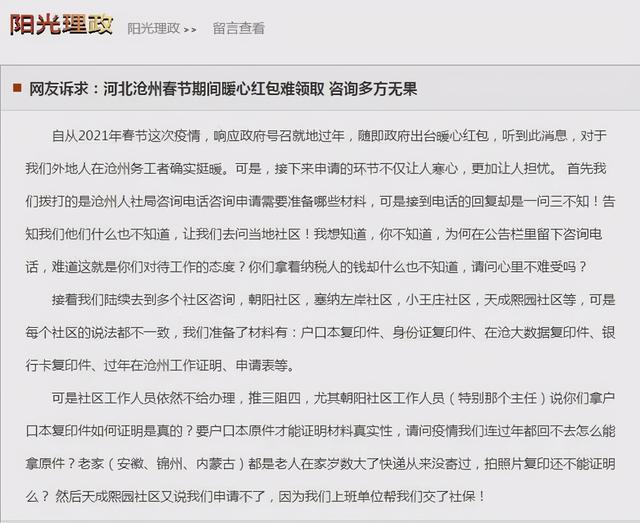 阳光理政 阳光理政 >> 留言查看
网友诉求：河北沧州春节期间暖心红包难领取 咨询多方无果
自从2021年春节这次疫情，响应政府号召就地过年，随即政府出台暖心红包，听到此消息，对于
我们外地人在沧州务工者确实挺暖。可是，接下来申请的环节不仅让人寒心，更加让人担忧。 首先我
们拨打的是沧州人社局咨询电话咨询申请需要准备哪些材料，可是接到电话的回复却是一问三不知！告
知我们他们什么也不知道，让我们去问当地社区！我想知道，你不知道，为何在公告栏里留下咨询电
话，难道这就是你们对待工作的态度？你们拿着纳税人的钱却什么也不知道，请问心里不难受吗？
接着我们陆续去到多个社区咨询，朝阳社区，塞纳左岸社区，小王庄社区，天成熙园社区等，可是
每个社区的说法都不一致，我们准备了材料有：户口本复印件、身份证复印件、在沧大数据复印件、银
行卡复印件、过年在沧州工作证明、申请表等。
可是社区工作人员依然不给办理，推三阻四，尤其朝阳社区工作人员（特别那个主任）说你们拿户
口本复印件如何证明是真的？要户口本原件才能证明材料真实性，请问疫情我们连过年都回不去怎么能
拿原件？老家（安徽、锦州、内蒙古）都是老人在家岁数大了快递从来没寄过，拍照片复印还不能证明
么？ 然后天成熙园社区又说我们申请不了，因为我们上班单位帮我们交了社保！